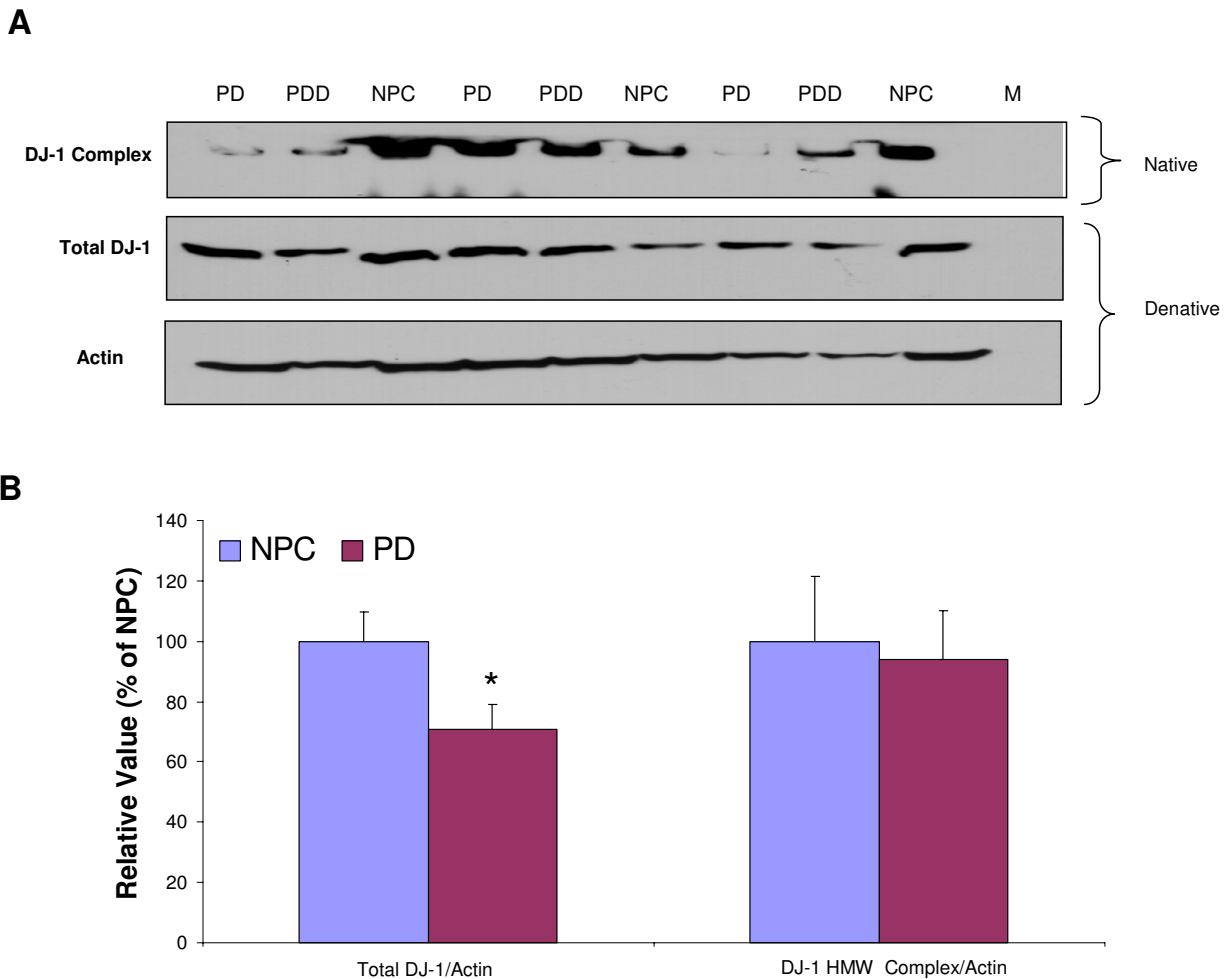 A
PD PDD NPC PD PDD NPC PD PDD NPC M
DJ-1 Complex
Native
Total DJ-1
Denative
Actin
B
140
120
100
80
60
40
20
0
Relative Value (% of NPC)
NPC PD
*
Total DJ-1/Actin
DJ-1 HMW Complex/Actin